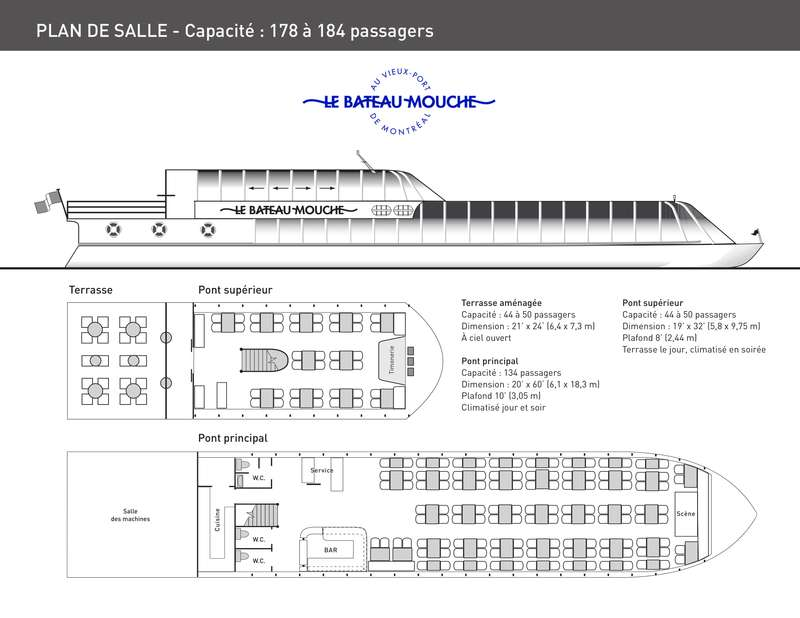 PLAN DE SALLE - Capacité : 178 à 184 passagers
AU VIEUX-PORT
LE BATEAU MOUCHE
DE MONTRÉAL
LE BATEAU MOUCHE
Terrasse
Pont supérieur
Timonerie
Terrasse aménagée
Capacité : 44 à 50 passagers
Dimension : 21' x 24' (6,4 x 7,3 m)
À ciel ouvert
Pont principal
Capacité : 134 passagers
Dimension : 20' x 60' (6,1 x 18,3 m)
Plafond 10' (3,05 m)
Climatisé jour et soir
Pont supérieur
Capacité : 44 à 50 passagers
Dimension : 19' x 32' (5,8 x 9,75 m)
Plafond 8' (2,44 m)
Terrasse le jour, climatisé en soirée
Pont principal
Salle
des machines
Cuisine
W.C.
Service
W.C.
W.C.
BAR
Scène